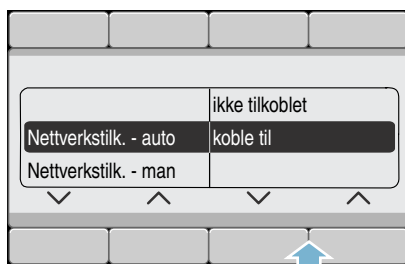 ikke tilkoblet
Nettverkstilk. - auto koble til
Nettverkstilk. - man